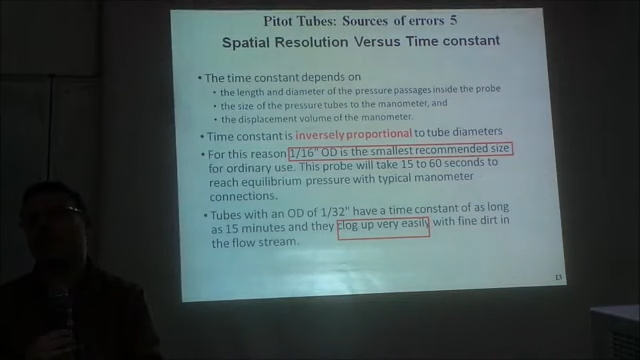 Pitot Tubes: Sources of errors 5
Spatial Resolution Versus Time constant
• The time constant depends on
• the length and diameter of the pressure passages inside the probe
• the size of the pressure tubes to the manometer, and
• the displacement volume of the manometer.
• Time constant is inversely proportional to tube diameters
• For this reason 1/16" OD is the smallest recommended size
for ordinary use. This probe will take 15 to 60 seconds to
reach equilibrium pressure with typical manometer
connections.
• Tubes with an OD of 1/32" have a time constant of as long
as 15 minutes and they clog up very easily with fine dirt in
the flow stream.
13